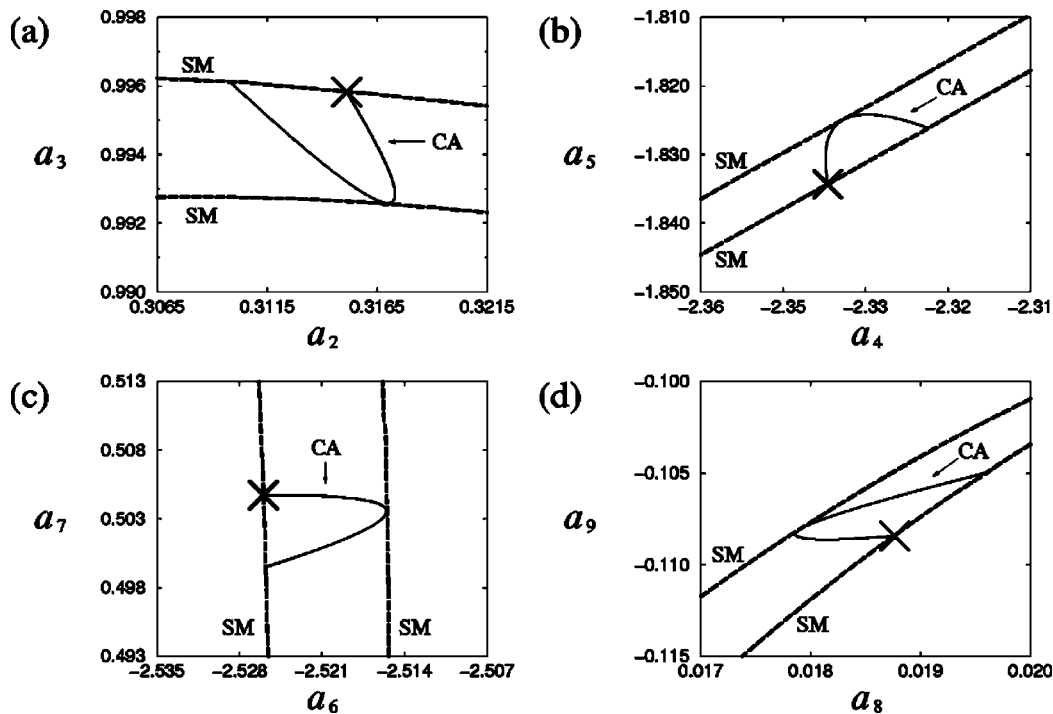 (a)
0.998
0.996
0.994
0.992
0.990
a3
SM
CA
SM
0.3065 0.3115 0.3165 0.3215
a2
(b)
−1.810
−1.820
−1.830
−1.840
−1.850
a5
CA
SM
SM
−2.36 −2.35 −2.33 −2.32 −2.31
a4
(c)
0.513
0.508
0.503
0.498
0.493
a7
CA
SM SM
−2.535 −2.528 −2.521 −2.514 −2.507
a6
(d)
−0.100
−0.105
−0.110
−0.115
a9
CA
SM
SM
0.017 0.018 0.019 0.020
a8